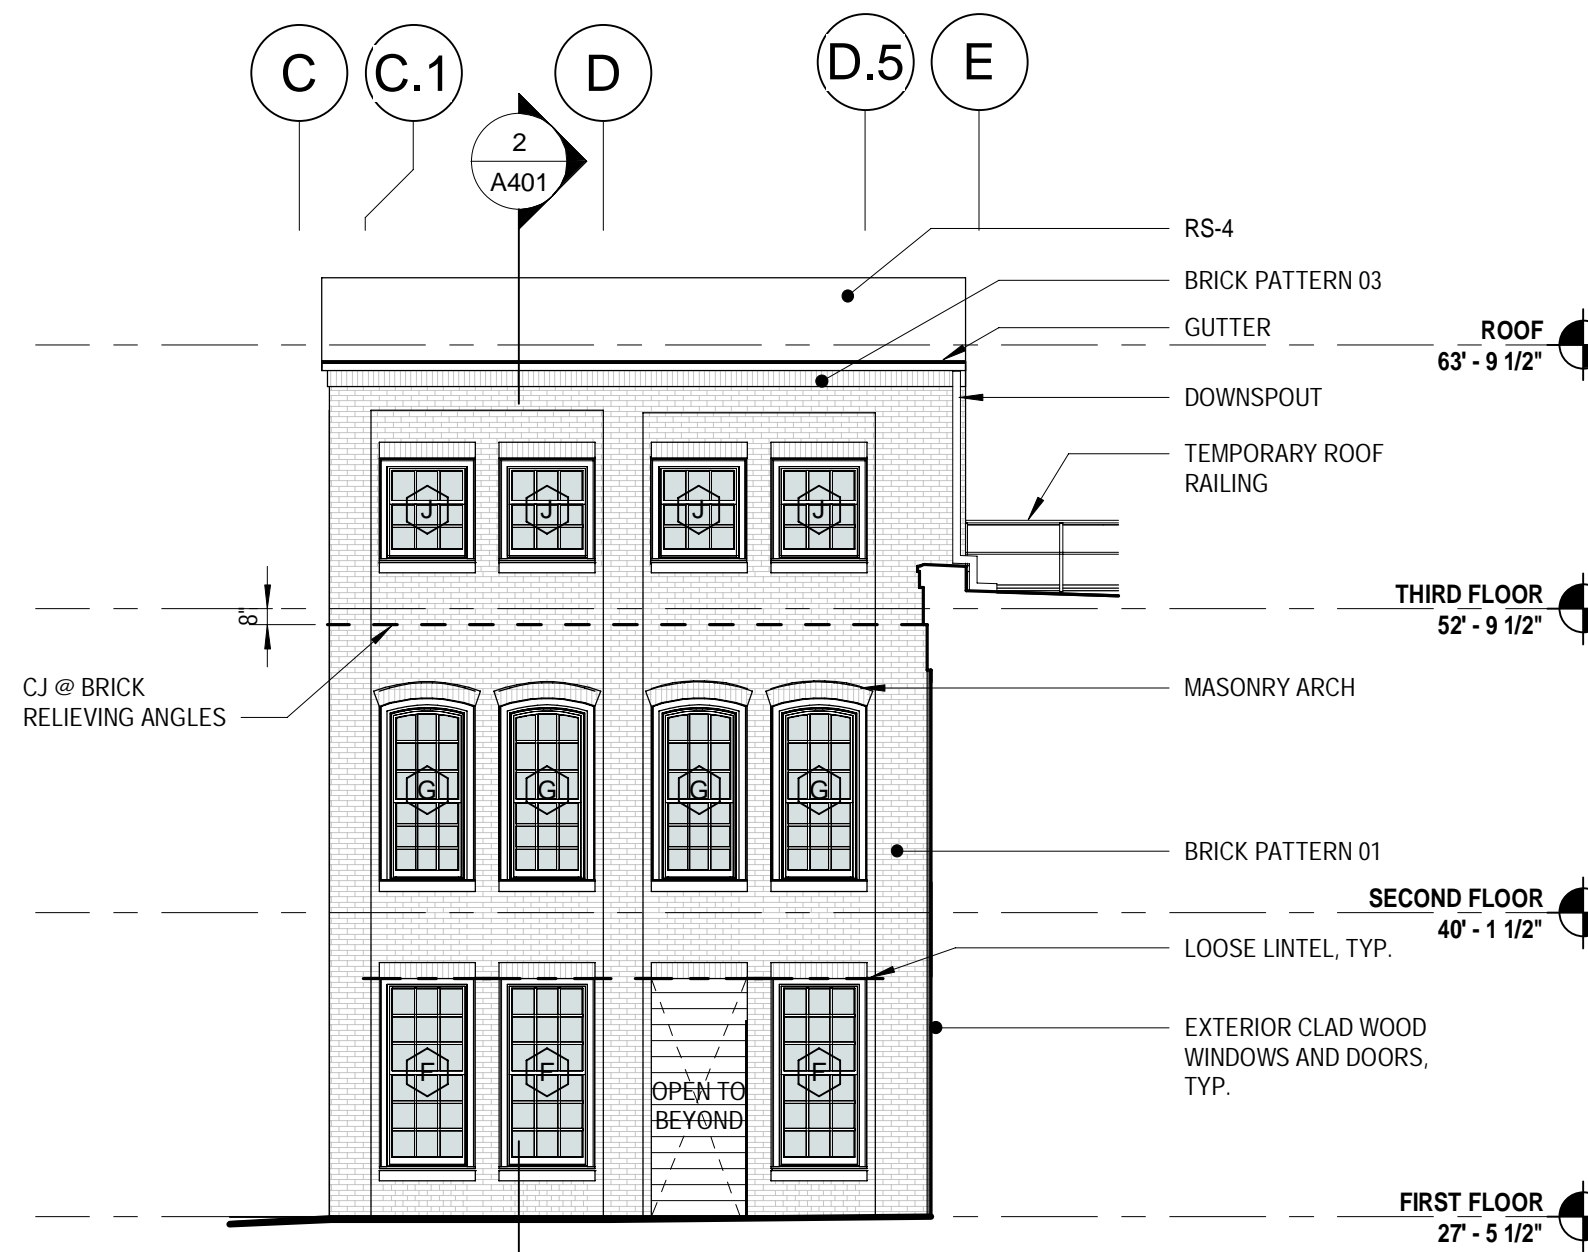 C
C.1
D
D.5
E
2
A401
RS-4
BRICK PATTERN 03
GUTTER
ROOF
63' - 9 1/2"
DOWNSPOUT
TEMPORARY ROOF
RAILING
J
J
J
J
THIRD FLOOR
52' - 9 1/2"
8"
CJ @ BRICK
RELIEVING ANGLES
MASONRY ARCH
G
G
G
G
BRICK PATTERN 01
SECOND FLOOR
40' - 1 1/2"
LOOSE LINTEL, TYP.
EXTERIOR CLAD WOOD
WINDOWS AND DOORS,
TYP.
F
F
F
OPEN TO
BEYOND
FIRST FLOOR
27' - 5 1/2"